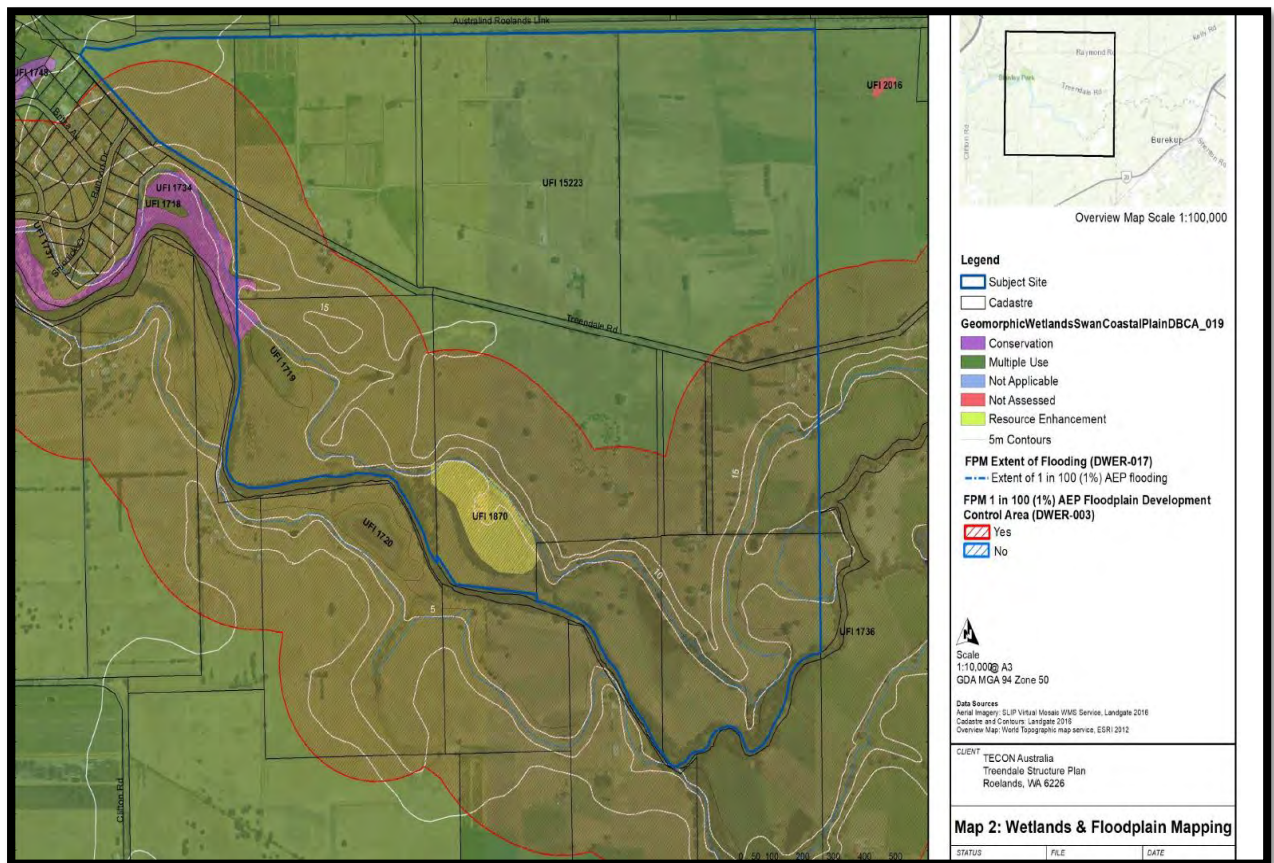 Australind Roelands Link
UFI 1748
UFI 2016
UFI 15223
UFI 1734
UFI 1718
UFI 1737
15
Treendale Rd
UFI 1719
UFI 1870
UFI 1720
15
10
5
UFI 1736
Clifton Rd
0 50 100 200 300 400 500
Raymond Rd
Kelly Rd
Treendale Rd
Clifton Rd
Burekup
Overview Map Scale 1:100,000
Legend
Subject Site
Cadastre
GeomorphicWetlandsSwanCoastalPlainDBCA_019
Conservation
Multiple Use
Not Applicable
Not Assessed
Resource Enhancement
5m Contours
FPM Extent of Flooding (DWER-017)
Extent of 1 in 100 (1%) AEP flooding
FPM 1 in 100 (1%) AEP Floodplain Development
Control Area (DWER-003)
Yes
No
N
Scale
1:10,000@ A3
GDA MGA 94 Zone 50
Data Sources
Aerial Imagery: SLIP Virtual Mosaic WMS Service, Landgate 2016
Cadastre and Contours: Landgate 2016
Overview Map: World Topographic map service, ESRI 2012
CLIENT
TECON Australia
Treendale Structure Plan
Roelands, WA 6226
Map 2: Wetlands & Floodplain Mapping
STATUS FILE DATE